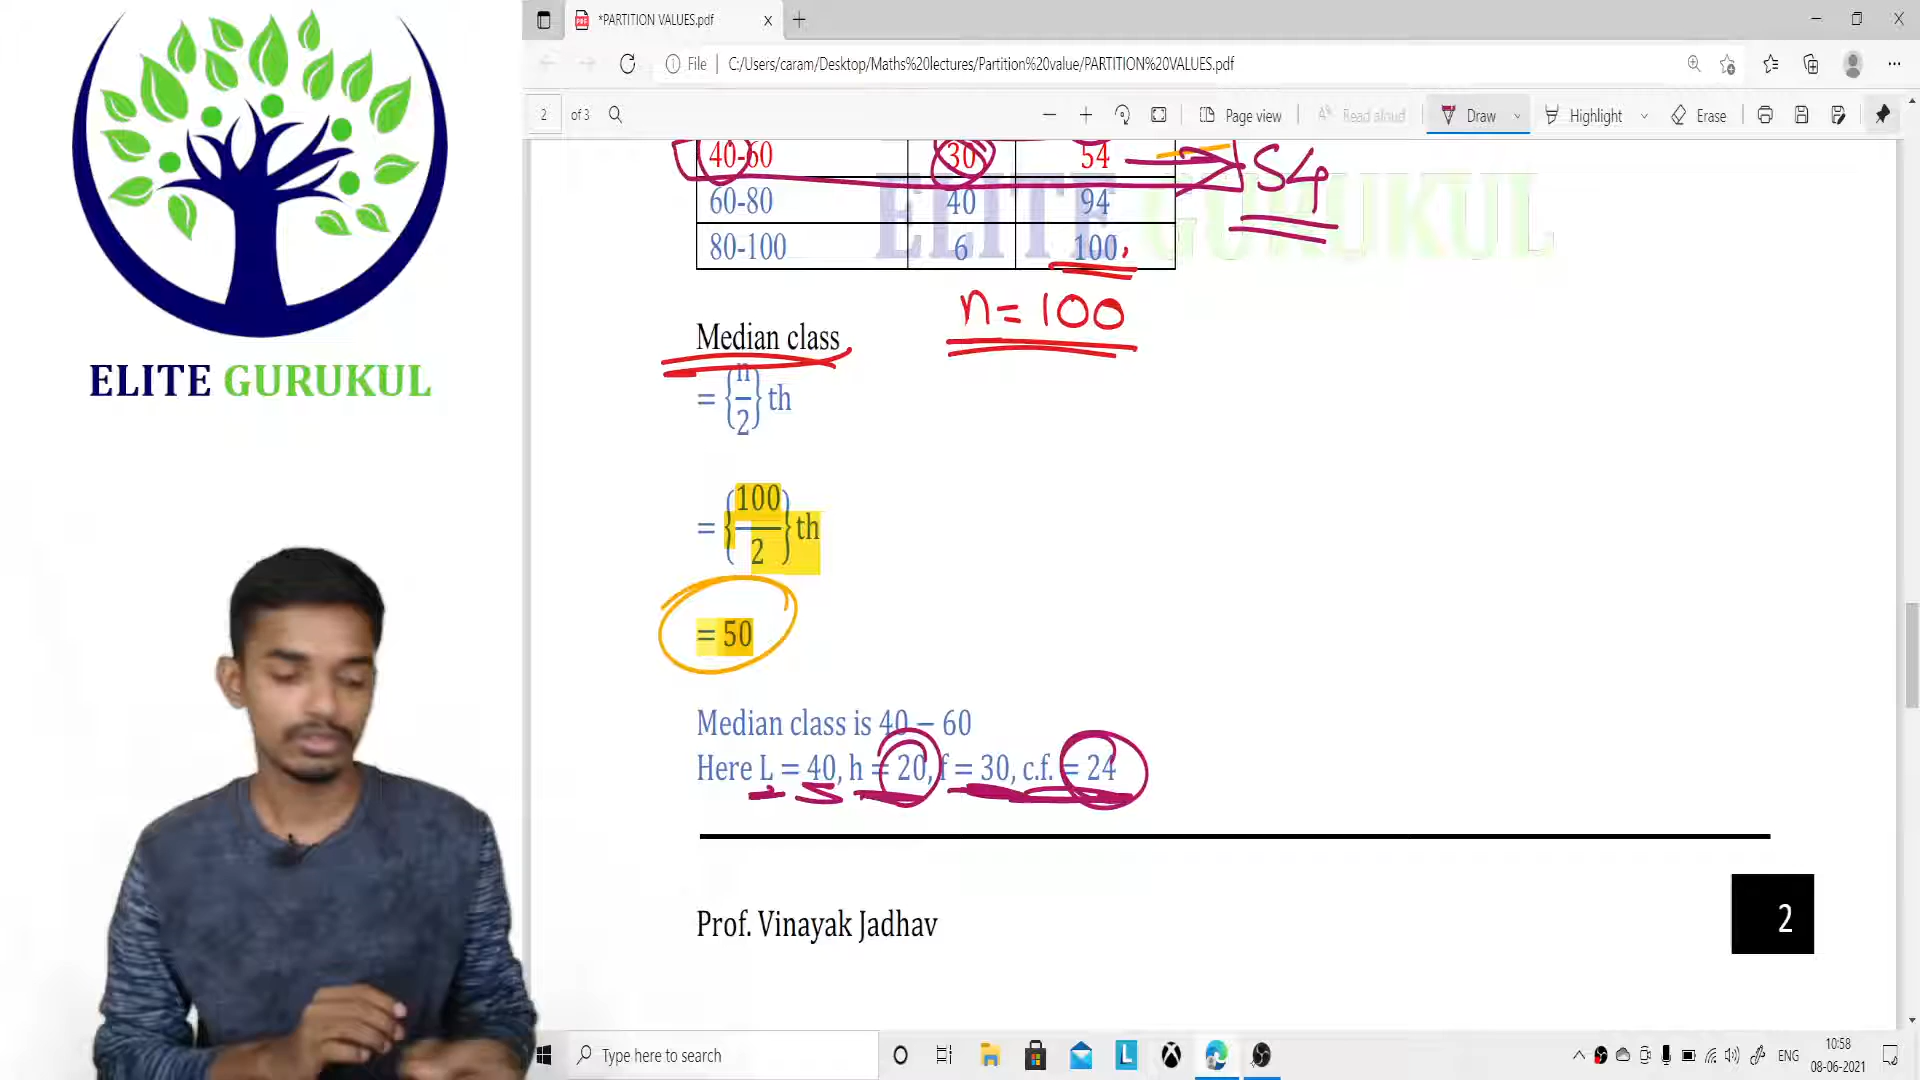 *PARTITION VALUES.pdf
File
C:/Users/caram/Desktop/Maths%20lectures/Partition%20value/PARTITION%20VALUES.pdf
2 of 3
Page view
Read aloud
Draw
Highlight
Erase
ELITE GURUKUL
40-60 30 54 54
60-80 40 94
80-100 6 100
ELITE GURUKUL
n = 100
Median class
= {n/2} th
= {100/2} th
= 50
Median class is 40 − 60
Here L = 40, h = 20, f = 30, c.f. = 24
Prof. Vinayak Jadhav
2
Type here to search
ENG
10:58
08-06-2021